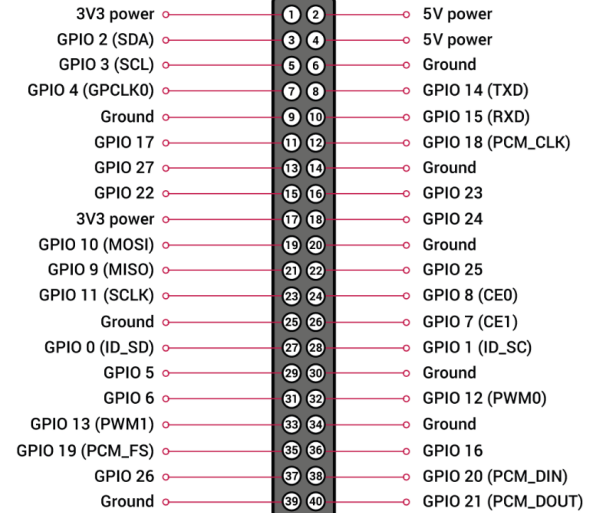 3V3 power 1 2 5V power
GPIO 2 (SDA) 3 4 5V power
GPIO 3 (SCL) 5 6 Ground
GPIO 4 (GPCLK0) 7 8 GPIO 14 (TXD)
Ground 9 10 GPIO 15 (RXD)
GPIO 17 11 12 GPIO 18 (PCM_CLK)
GPIO 27 13 14 Ground
GPIO 22 15 16 GPIO 23
3V3 power 17 18 GPIO 24
GPIO 10 (MOSI) 19 20 Ground
GPIO 9 (MISO) 21 22 GPIO 25
GPIO 11 (SCLK) 23 24 GPIO 8 (CE0)
Ground 25 26 GPIO 7 (CE1)
GPIO 0 (ID_SD) 27 28 GPIO 1 (ID_SC)
GPIO 5 29 30 Ground
GPIO 6 31 32 GPIO 12 (PWM0)
GPIO 13 (PWM1) 33 34 Ground
GPIO 19 (PCM_FS) 35 36 GPIO 16
GPIO 26 37 38 GPIO 20 (PCM_DIN)
Ground 39 40 GPIO 21 (PCM_DOUT)